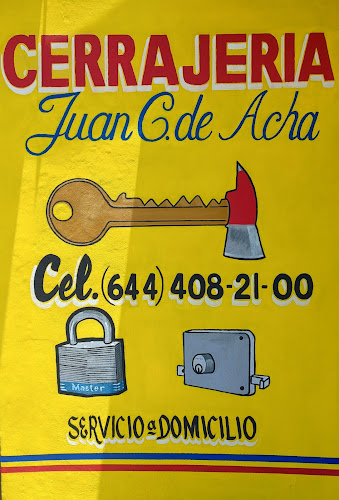 CERRAJERIA
Juan C. de Acha
Cel. (644) 408-21-00
Master
SERVICIO a DOMICILIO